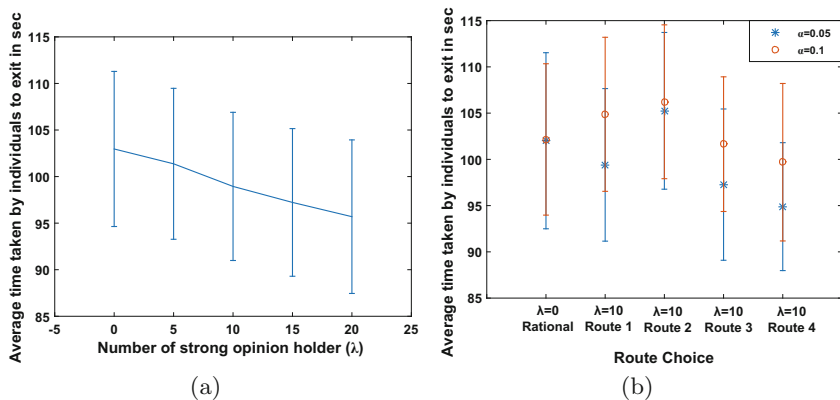 Average time taken by individuals to exit in sec
115
110
105
100
95
90
85
-5 0 5 10 15 20 25
Number of strong opinion holder (λ)
(a)
Average time taken by individuals to exit in sec
115
110
105
100
95
90
85
α=0.05
α=0.1
λ=0 λ=10 λ=10 λ=10 λ=10
Rational Route 1 Route 2 Route 3 Route 4
Route Choice
(b)